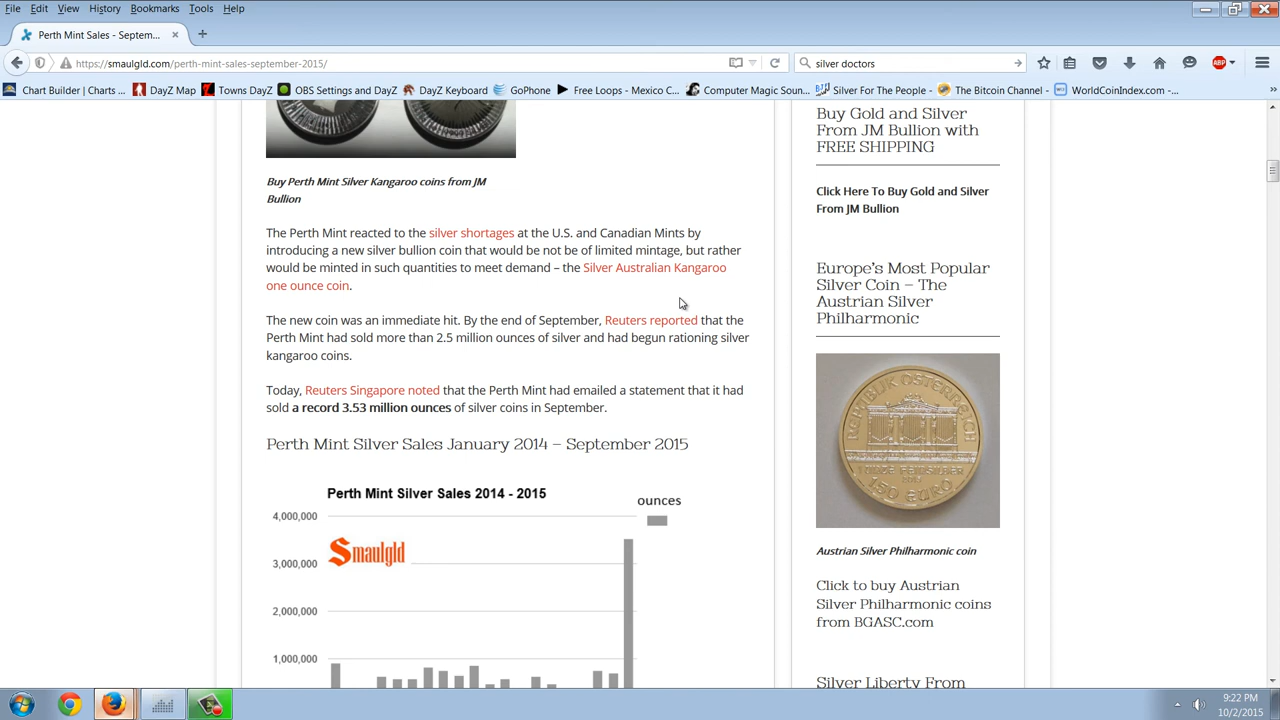 File Edit View History Bookmarks Tools Help
Perth Mint Sales - Septem...
https://smaulgld.com/perth-mint-sales-september-2015/
silver doctors
ABP
Chart Builder | Charts ... DayZ Map Towns DayZ OBS Settings and DayZ DayZ Keyboard GoPhone Free Loops - Mexico C... Computer Magic Soun... Silver For The People - ... The Bitcoin Channel - ... WorldCoinIndex.com -...
Buy Perth Mint Silver Kangaroo coins from JM
Bullion
The Perth Mint reacted to the silver shortages at the U.S. and Canadian Mints by
introducing a new silver bullion coin that would be not be of limited mintage, but rather
would be minted in such quantities to meet demand – the Silver Australian Kangaroo
one ounce coin.
The new coin was an immediate hit. By the end of September, Reuters reported that the
Perth Mint had sold more than 2.5 million ounces of silver and had begun rationing silver
kangaroo coins.
Today, Reuters Singapore noted that the Perth Mint had emailed a statement that it had
sold a record 3.53 million ounces of silver coins in September.
Perth Mint Silver Sales January 2014 – September 2015
Perth Mint Silver Sales 2014 - 2015
ounces
4,000,000
Smaulgld
3,000,000
2,000,000
1,000,000
Buy Gold and Silver
From JM Bullion with
FREE SHIPPING
Click Here To Buy Gold and Silver
From JM Bullion
Europe's Most Popular
Silver Coin – The
Austrian Silver
Philharmonic
REPUBLIK ÖSTERREICH
1.50 EURO
Austrian Silver Philharmonic coin
Click to buy Austrian
Silver Philharmonic coins
from BGASC.com
Silver Liberty From
9:22 PM
10/2/2015